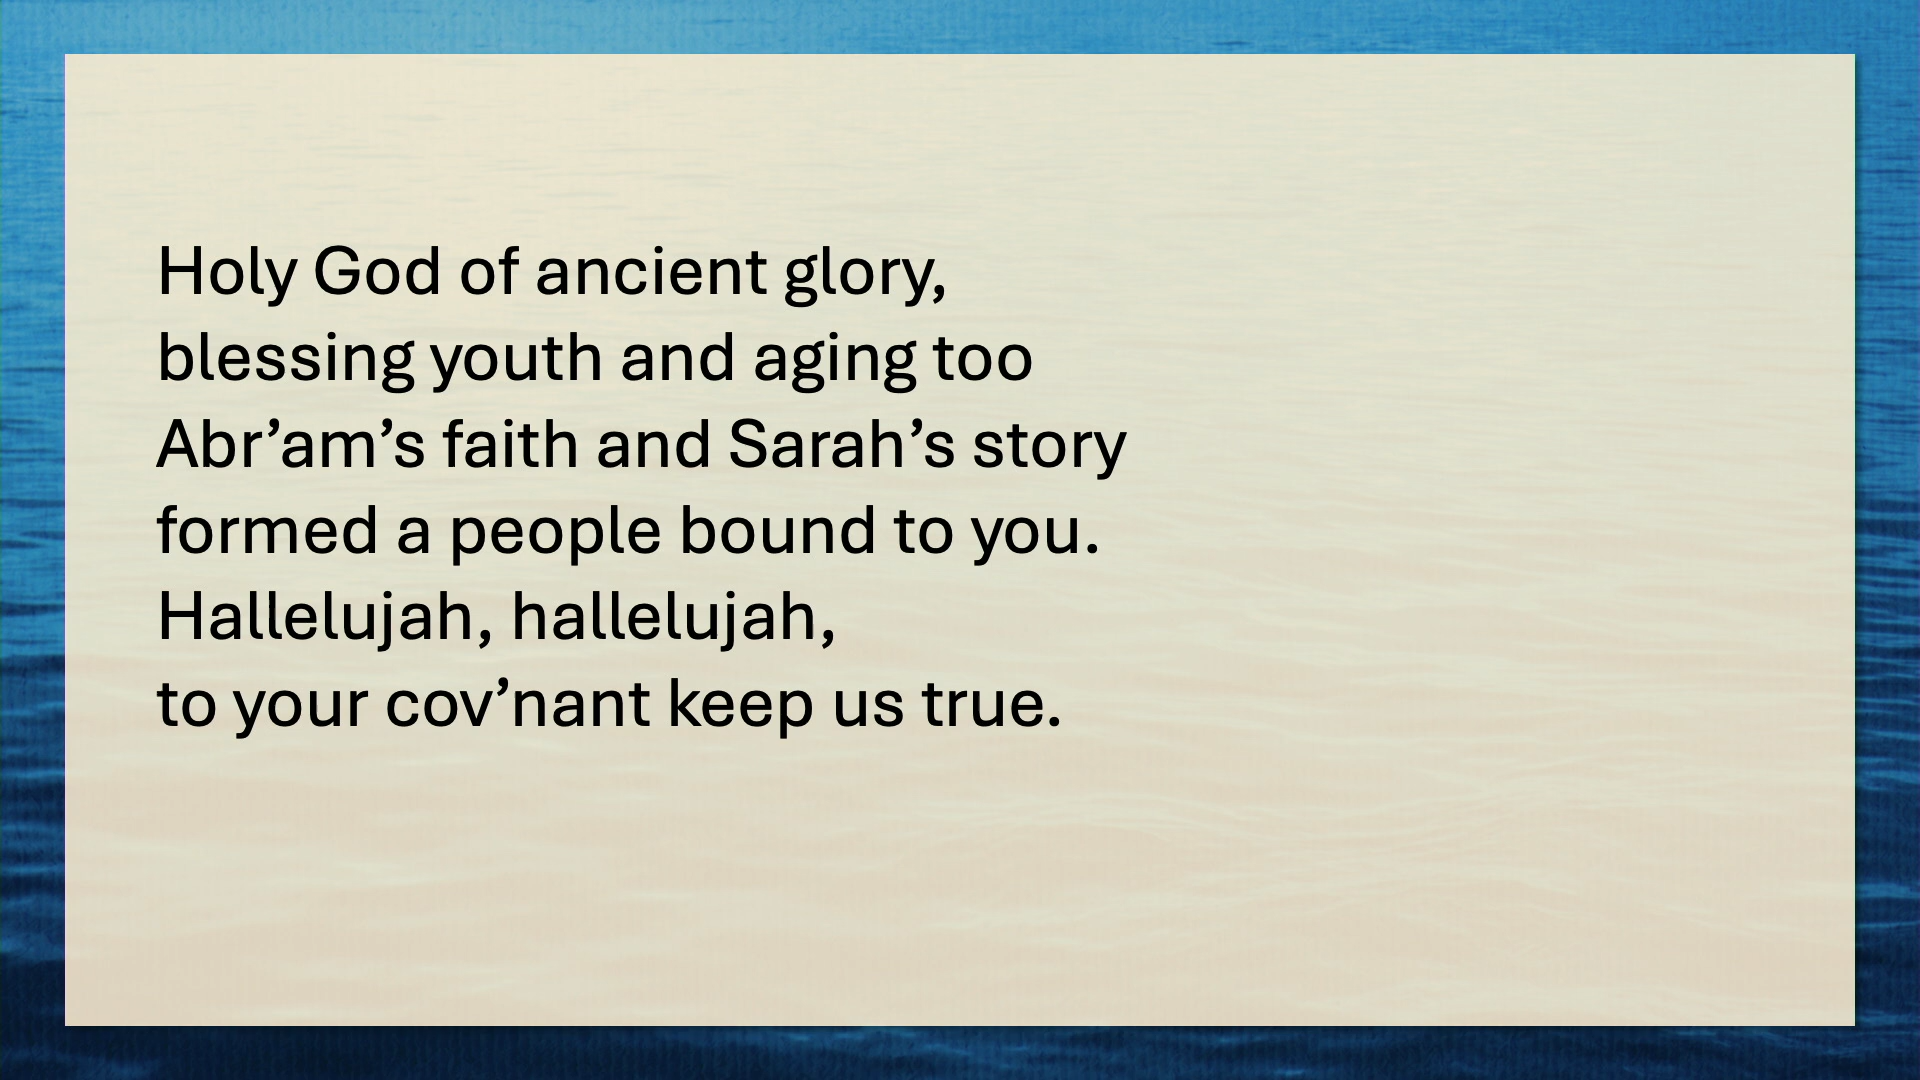 Holy God of ancient glory,
blessing youth and aging too
Abr’am’s faith and Sarah’s story
formed a people bound to you.
Hallelujah, hallelujah,
to your cov’nant keep us true.